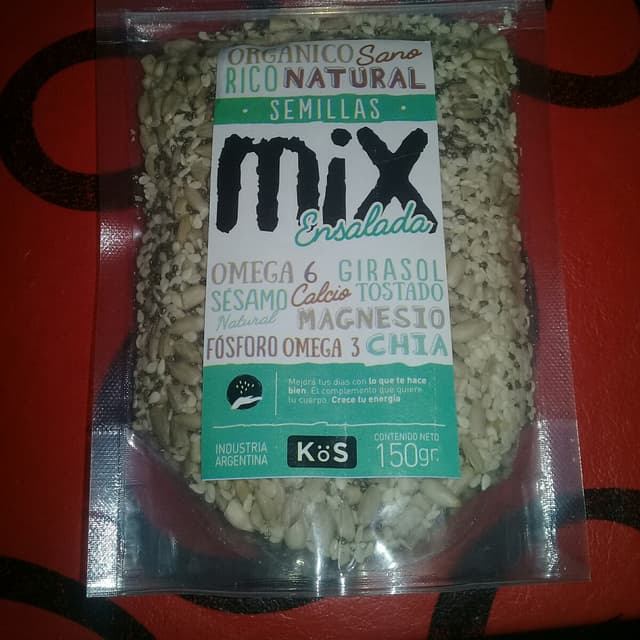 ORGANICO Sano
RICO NATURAL
· SEMILLAS ·
mix
Ensalada
OMEGA 6 GIRASOL
SÉSAMO Calcio TOSTADO
Natural MAGNESIO
FÓSFORO OMEGA 3 CHIA
Mejorá tus días con lo que te hace
bien. El complemento que quiere
tu cuerpo. Crece tu energía
INDUSTRIA
ARGENTINA
KöS
CONTENIDO NETO
150gr.